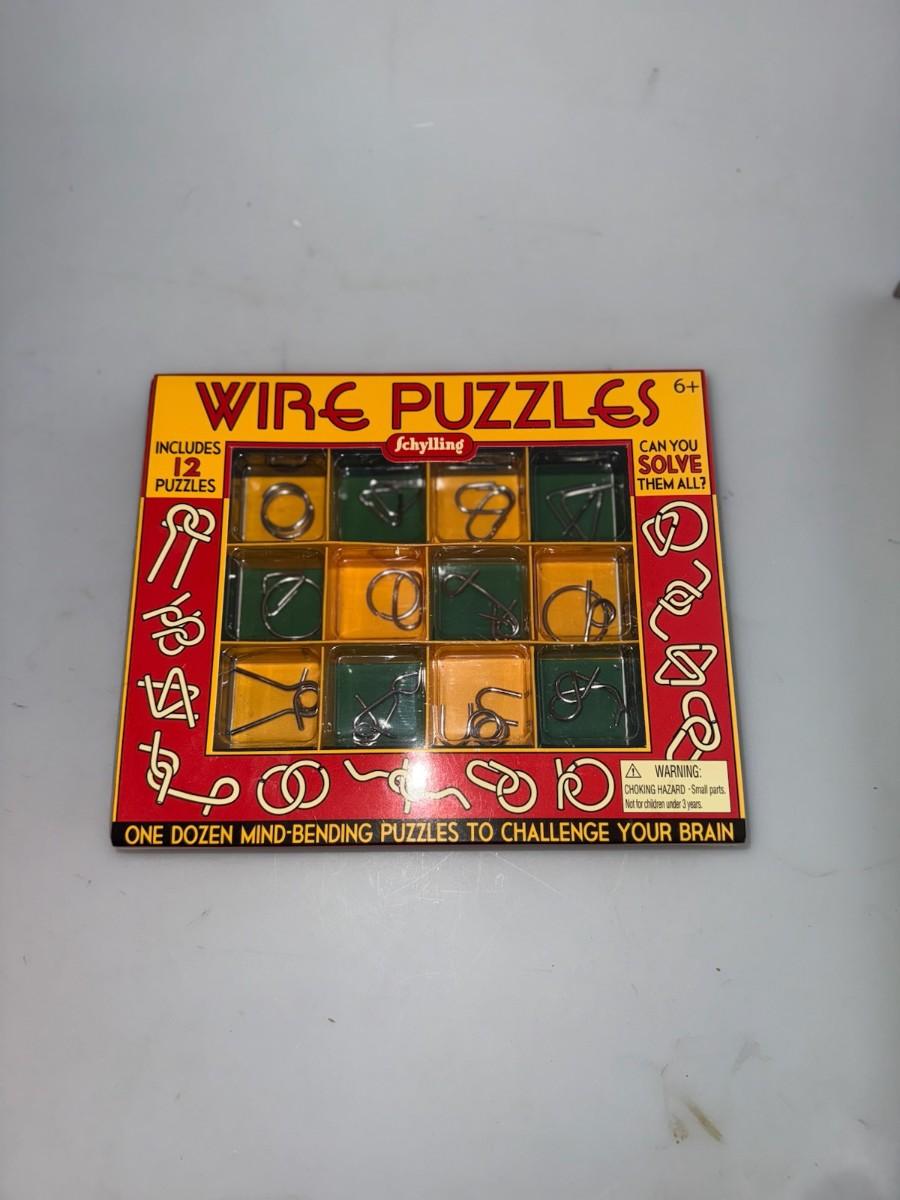 WIRE PUZZLES
6+
Schylling
INCLUDES
12
PUZZLES
CAN YOU
SOLVE
THEM ALL?
WARNING:
CHOKING HAZARD - Small parts.
Not for children under 3 years.
ONE DOZEN MIND-BENDING PUZZLES TO CHALLENGE YOUR BRAIN